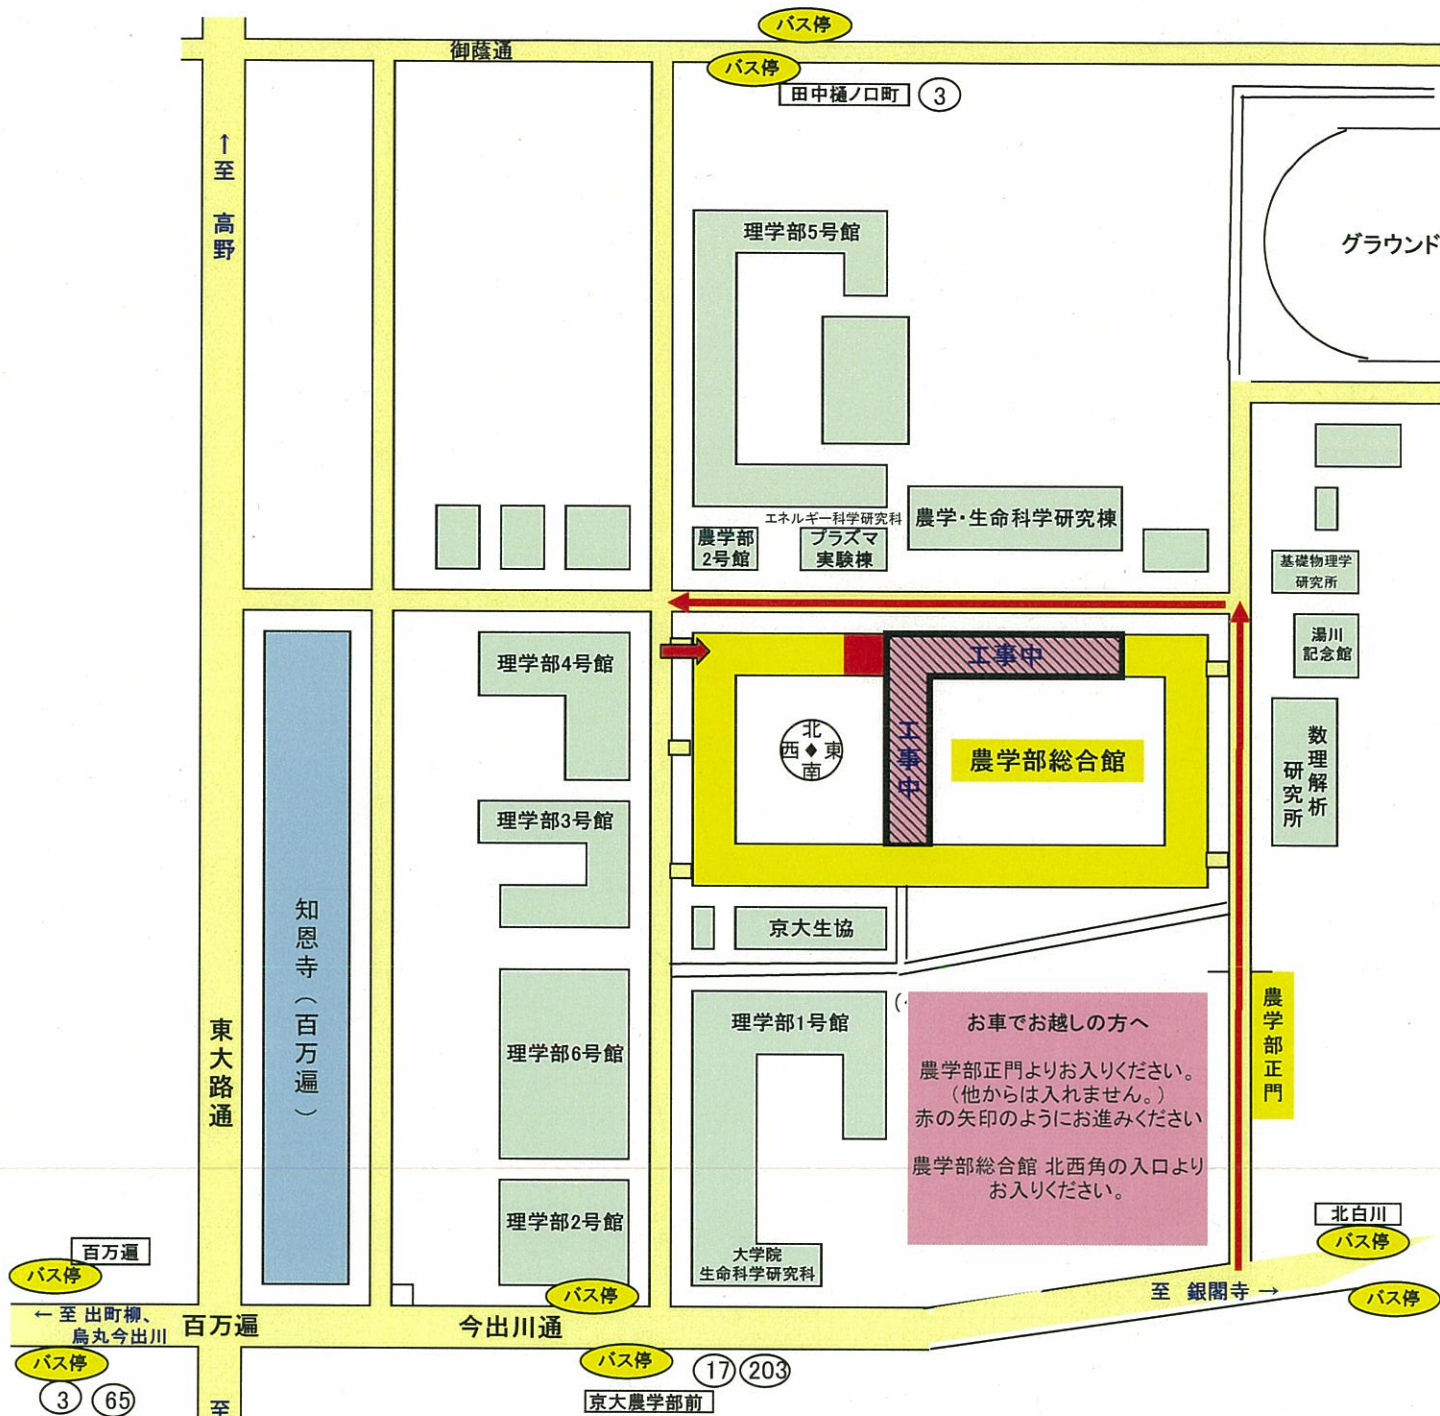 バス停
御蔭通
バス停
田中樋ノ口町 3
↑至 高野
グラウンド
理学部5号館
エネルギー科学研究科
農学・生命科学研究棟
農学部
2号館
プラズマ
実験棟
基礎物理学
研究所
湯川
記念館
理学部4号館
工事中
工事中
北
西◆東
南
農学部総合館
数理解析
研究所
理学部3号館
知恩寺（百万遍）
京大生協
東大路通
理学部6号館
理学部1号館
(
お車でお越しの方へ
農学部正門よりお入りください。
（他からは入れません。）
赤の矢印のようにお進みください
農学部総合館 北西角の入口より
お入りください。
農学部正門
理学部2号館
大学院
生命科学研究科
北白川
バス停
百万遍
バス停
バス停
至 銀閣寺 →
バス停
← 至 出町柳、
烏丸今出川
百万遍
今出川通
バス停
3 65
至
バス停
17 203
京大農学部前